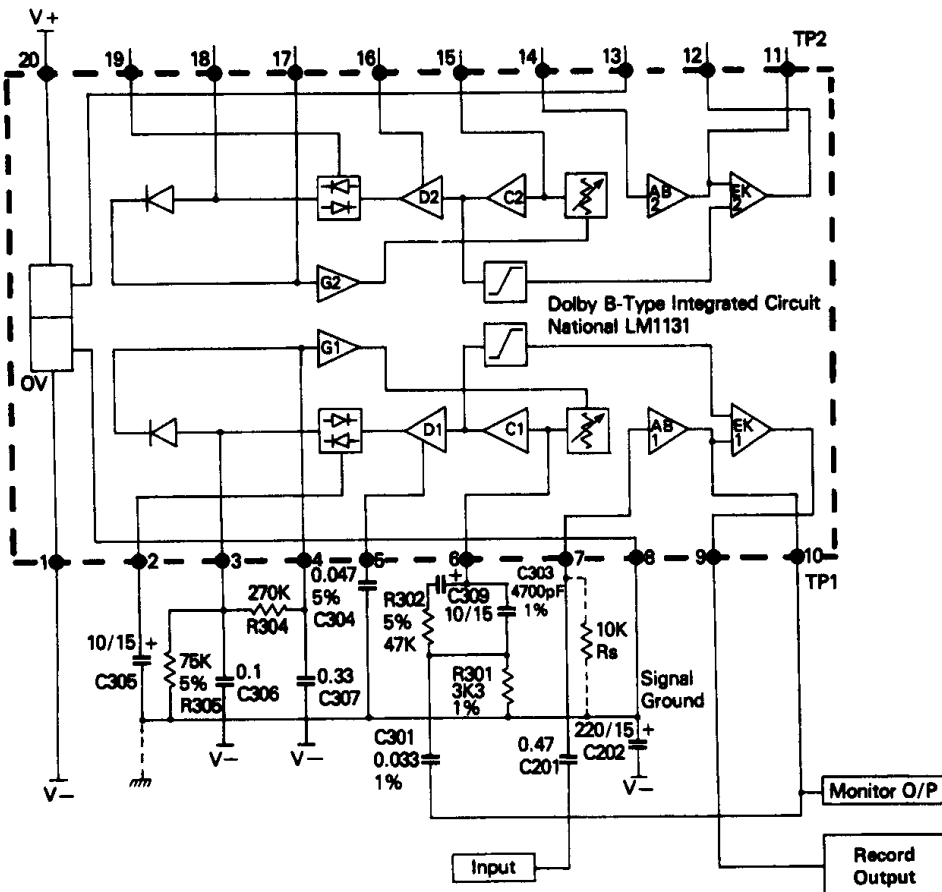 V+
20
19
18
17
16
15
14
13
12
11
TP2
D2
C2
AB
2
EK
2
G2
Dolby B-Type Integrated Circuit
National LM1131
G1
OV
D1
C1
AB
1
EK
1
1
2
3
4
5
6
7
8
9
10
TP1
270K
R304
0.047
5%
C304
R302
5%
47K
+
C309
10/15
C303
4700pF
1%
10K
Rs
10/15
+
C305
75K
5%
R305
0.1
C306
0.33
C307
R301
3K3
1%
Signal
Ground
C301
0.033
1%
0.47
C201
220/15
+
C202
V-
V-
V-
V-
Monitor O/P
Input
Record
Output